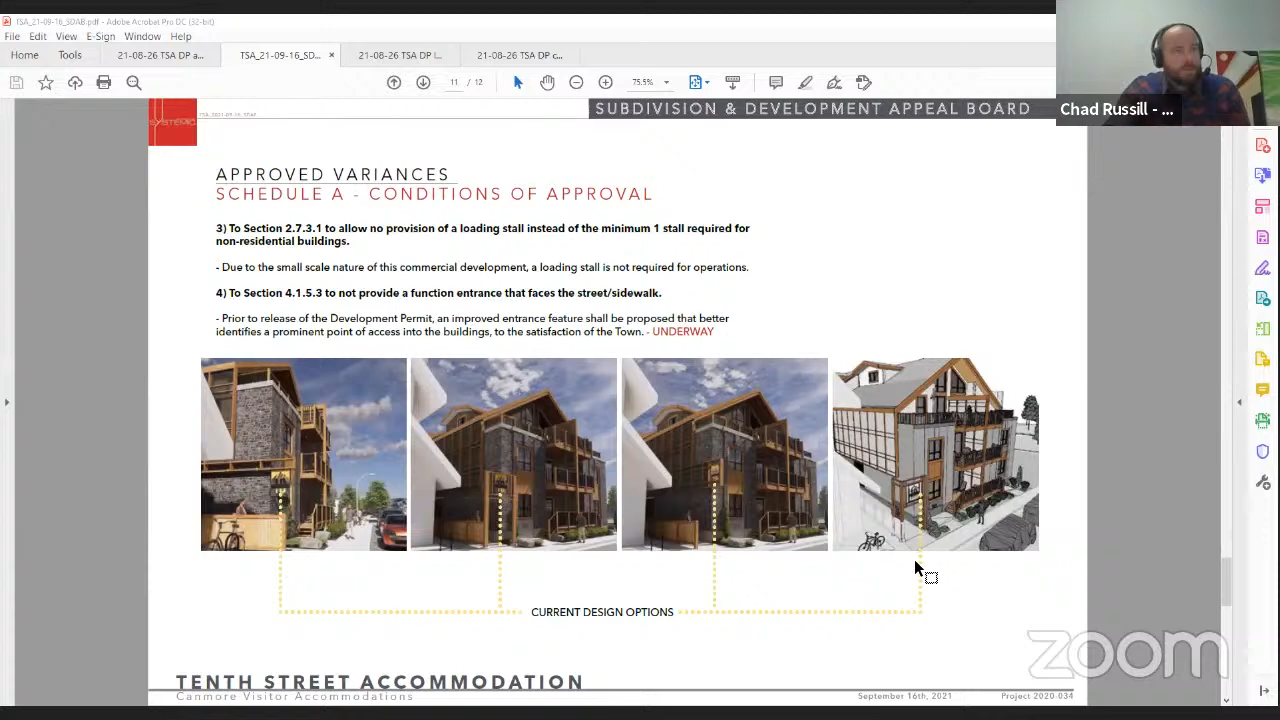 TSA_21-09-16_SDAB.pdf - Adobe Acrobat Pro DC (32-bit)
File Edit View E-Sign Window Help
Home Tools 21-08-26 TSA DP a... TSA_21-09-16_SD... × 21-08-26 TSA DP l... 21-08-26 TSA DP c...
11 / 12 75.5%
Chad Russill - ...
SYSTEMIC
TSA_2021-09-16_SDAB
SUBDIVISION & DEVELOPMENT APPEAL BOARD
APPROVED VARIANCES
SCHEDULE A - CONDITIONS OF APPROVAL
3) To Section 2.7.3.1 to allow no provision of a loading stall instead of the minimum 1 stall required for
non-residential buildings.
- Due to the small scale nature of this commercial development, a loading stall is not required for operations.
4) To Section 4.1.5.3 to not provide a function entrance that faces the street/sidewalk.
- Prior to release of the Development Permit, an improved entrance feature shall be proposed that better
identifies a prominent point of access into the buildings, to the satisfaction of the Town. - UNDERWAY
CURRENT DESIGN OPTIONS
zoom
TENTH STREET ACCOMMODATION
Canmore Visitor Accommodations
September 16th, 2021 Project 2020-034